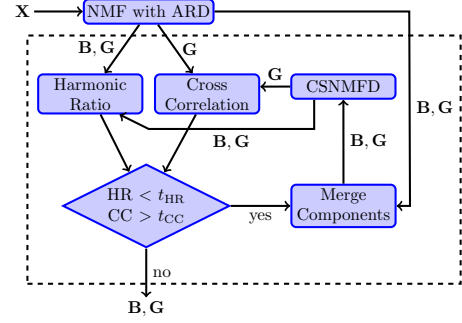 X
NMF with ARD
B, G
G
Harmonic
Ratio
Cross
Correlation
G
CSNMFD
B, G
B, G
B, G
HR < t_HR
CC > t_CC
yes
Merge
Components
no
B, G